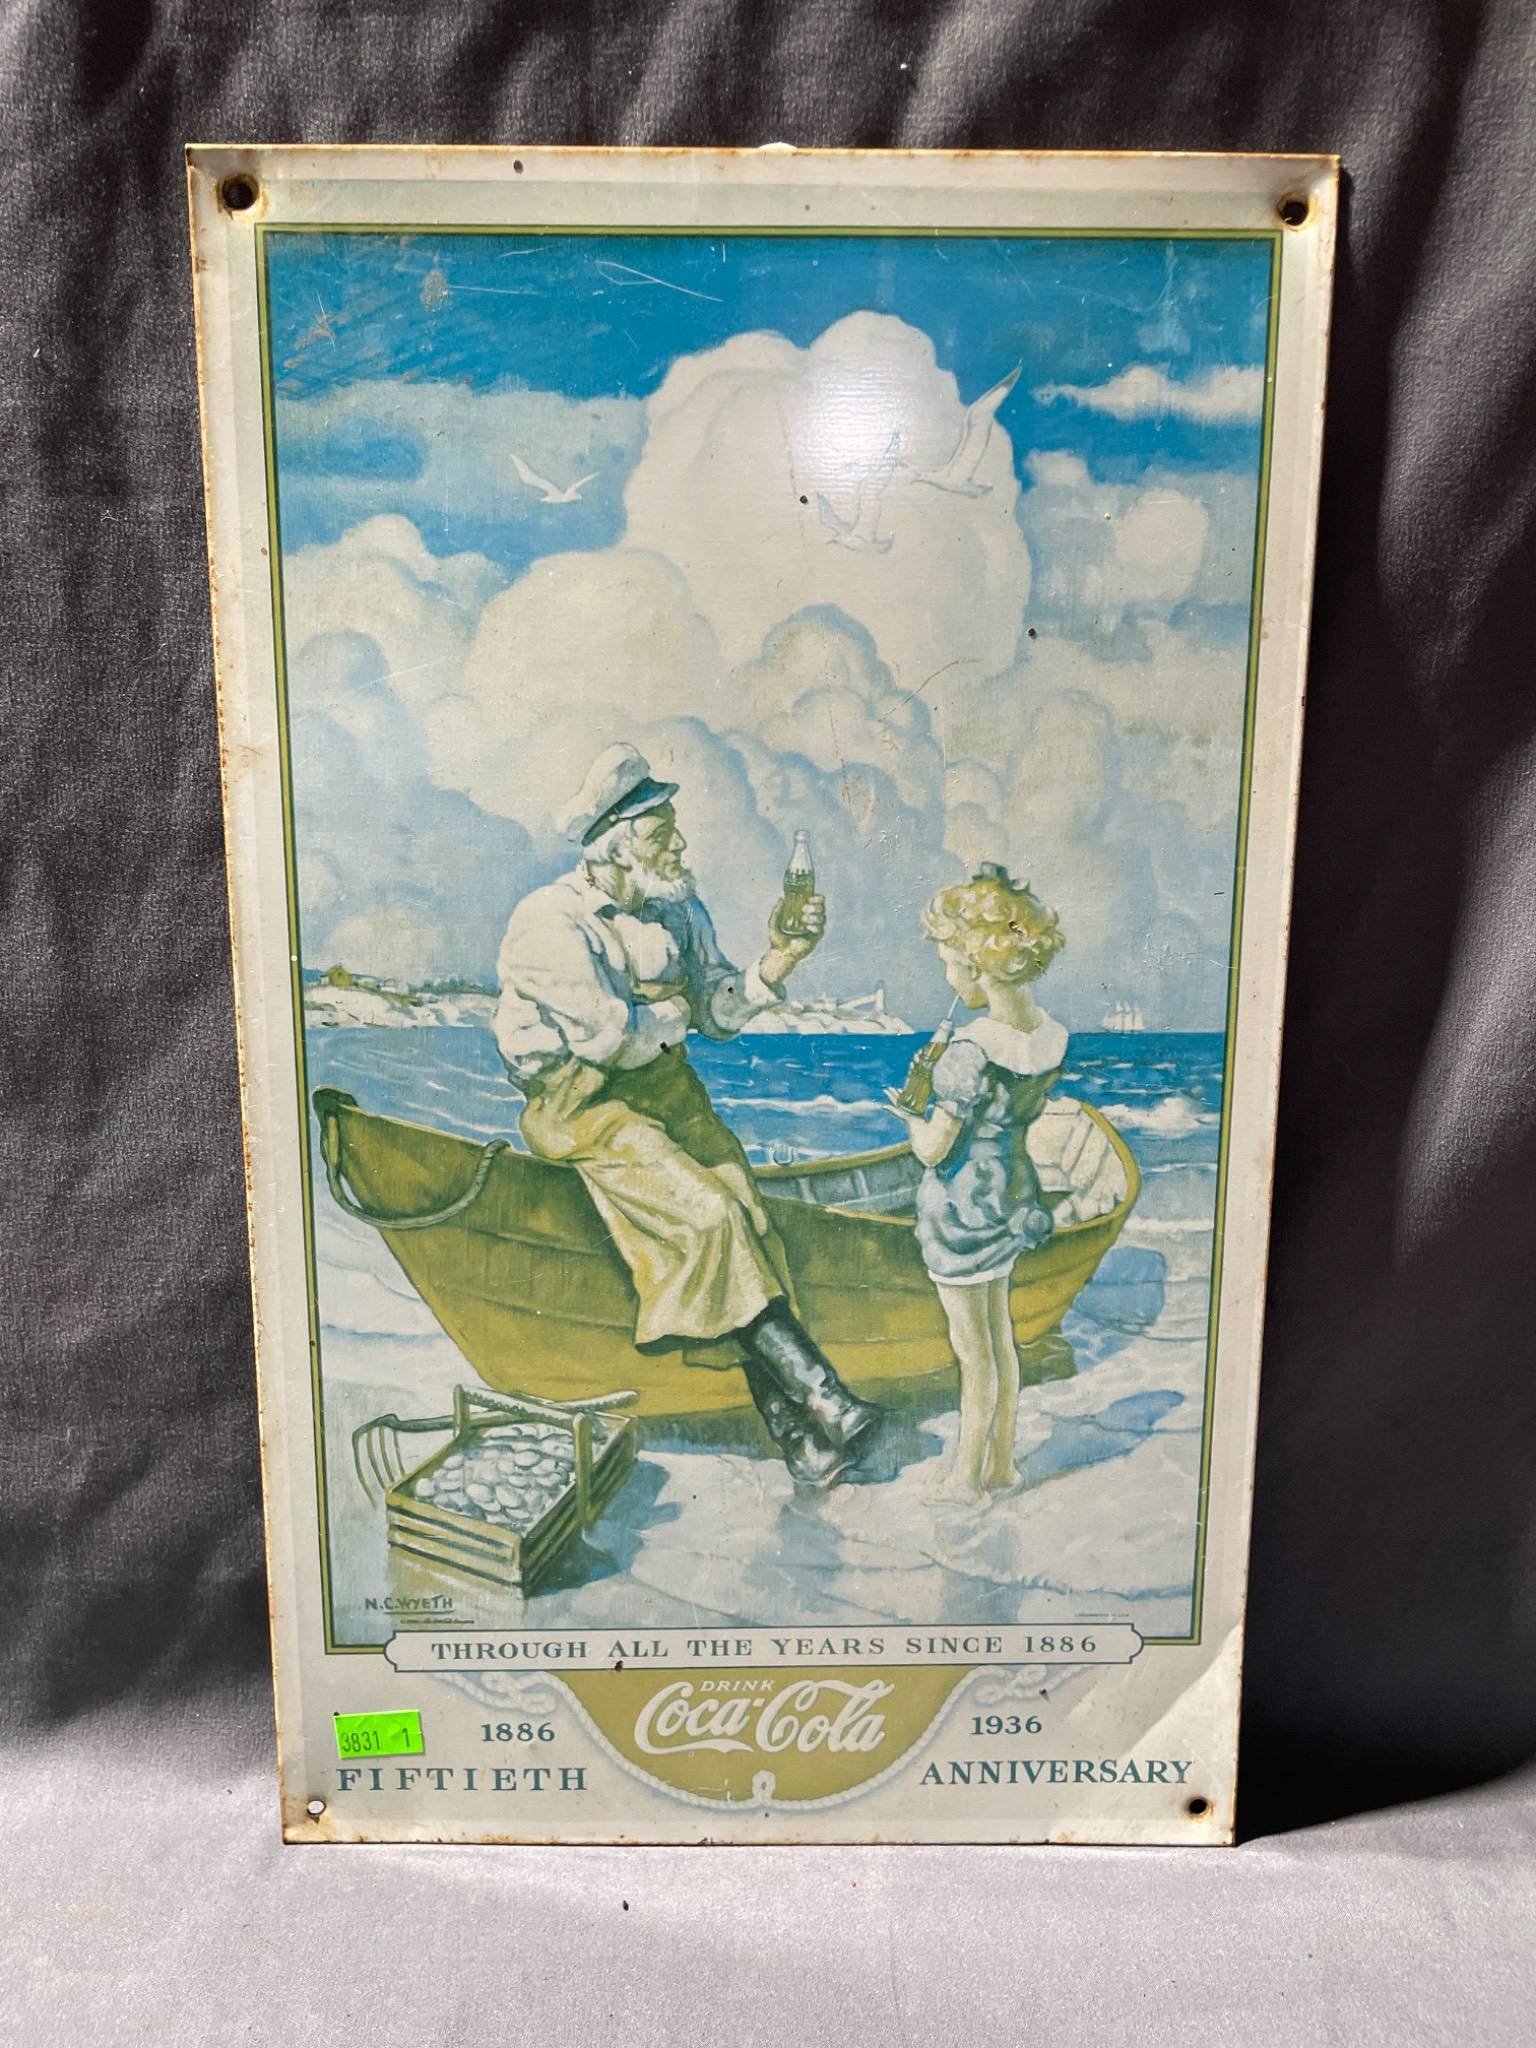 N.C.WYETH
THROUGH ALL THE YEARS SINCE 1886
DRINK
Coca-Cola
1886
1936
3831 1
FIFTIETH
ANNIVERSARY